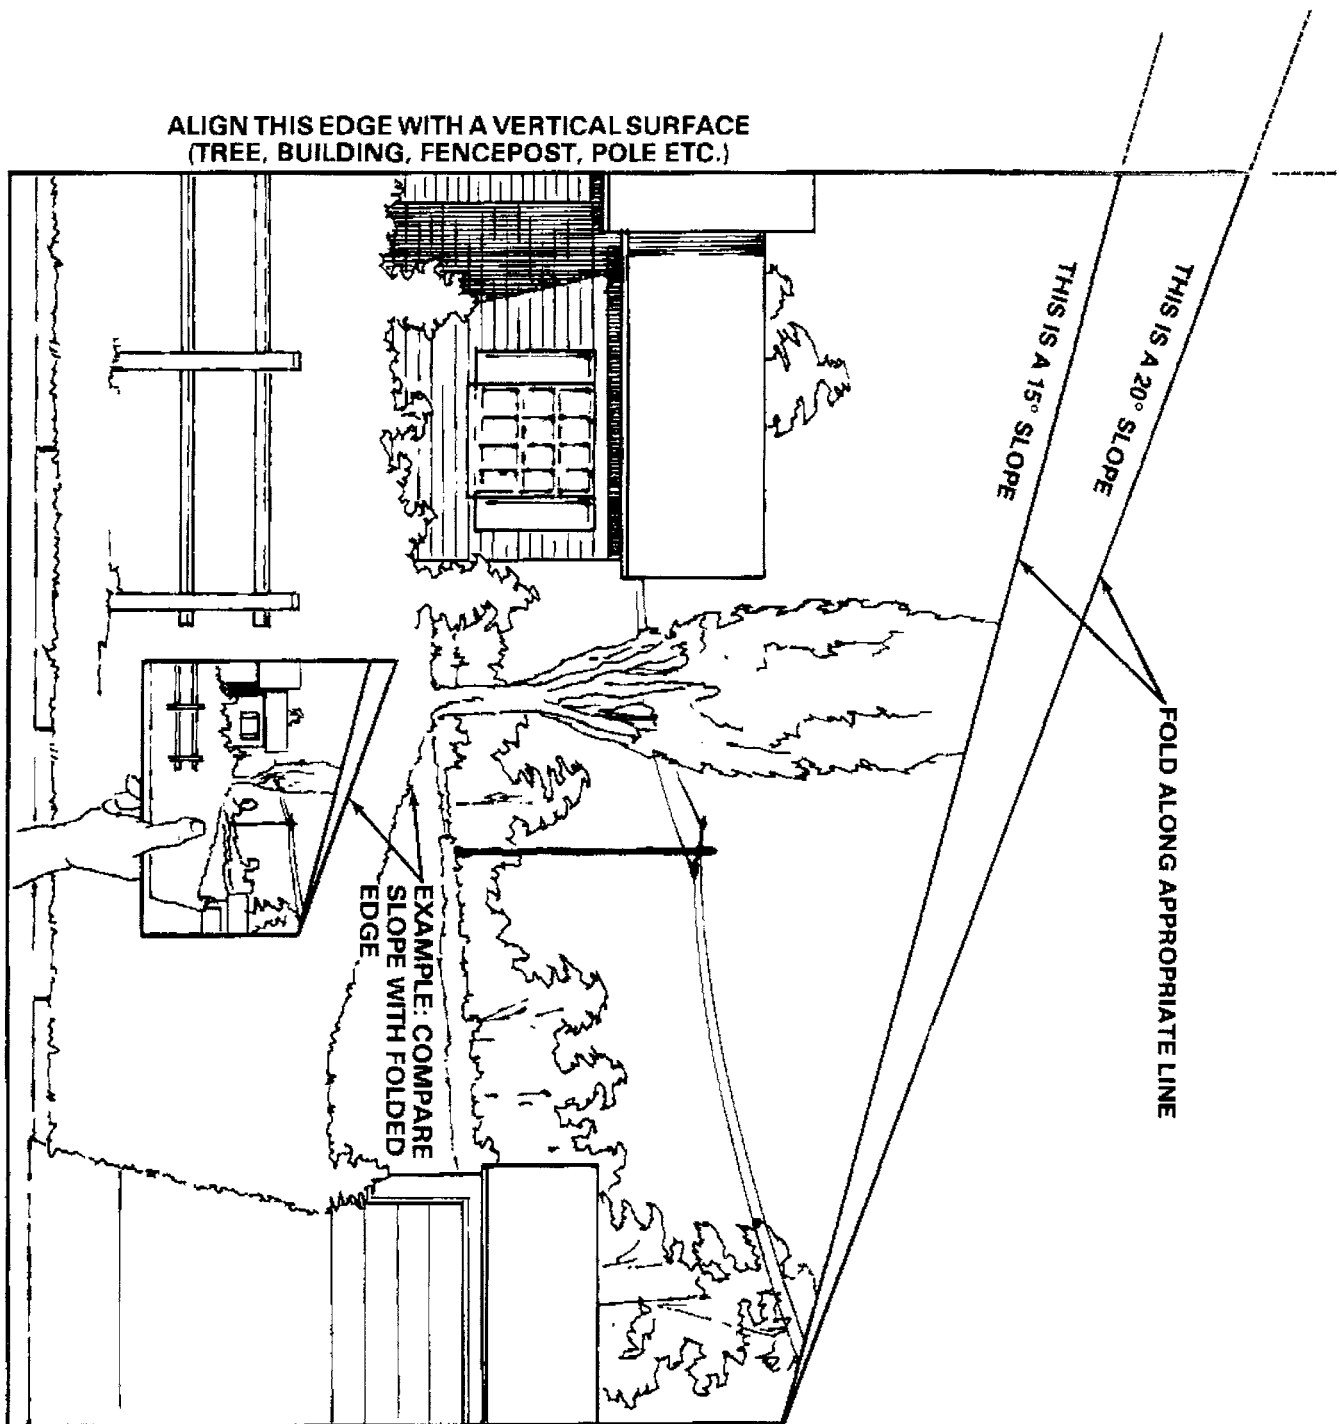 ALIGN THIS EDGE WITH A VERTICAL SURFACE
(TREE, BUILDING, FENCEPOST, POLE ETC.)
THIS IS A 20° SLOPE
THIS IS A 15° SLOPE
FOLD ALONG APPROPRIATE LINE
EXAMPLE: COMPARE
SLOPE WITH FOLDED
EDGE